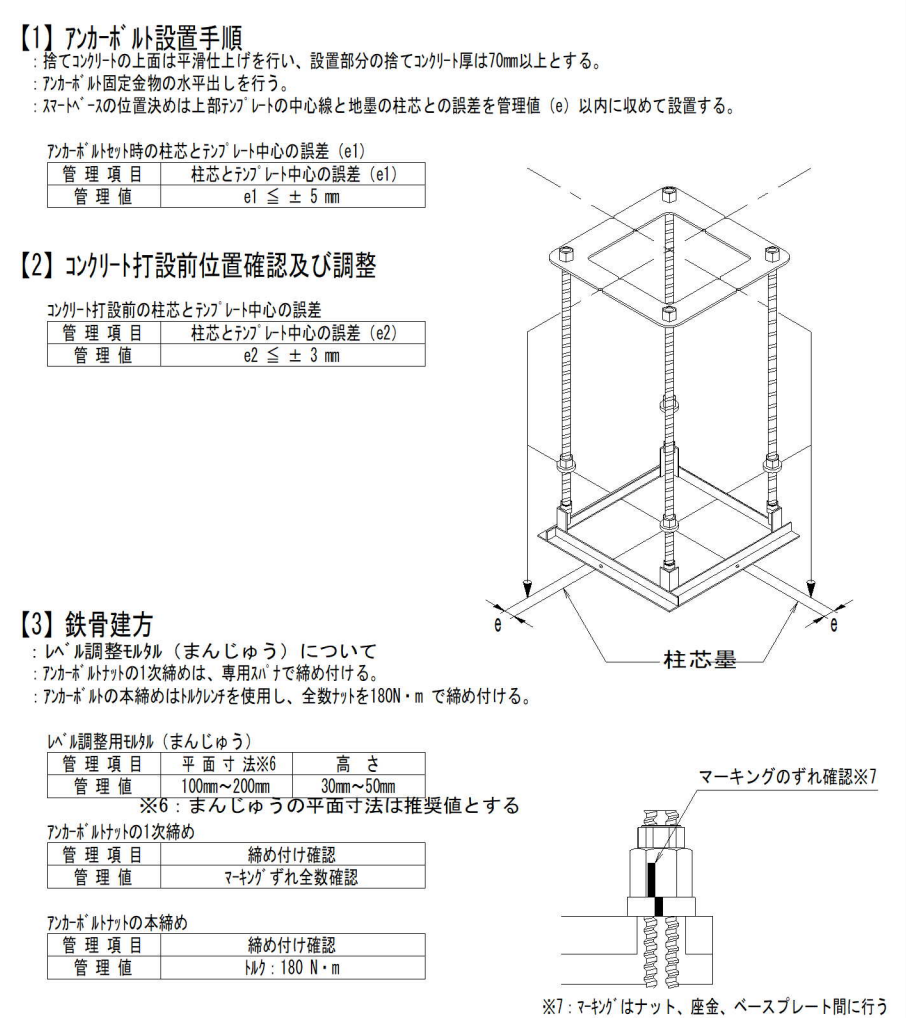 【1】ｱﾝｶｰﾎﾞﾙﾄ設置手順
：捨てｺﾝｸﾘｰﾄの上面は平滑仕上げを行い、設置部分の捨てｺﾝｸﾘｰﾄ厚は70mm以上とする。
：ｱﾝｶｰﾎﾞﾙﾄ固定金物の水平出しを行う。
：ｽﾏｰﾄﾍﾞｰｽの位置決めは上部ﾃﾝﾌﾟﾚｰﾄの中心線と地墨の柱芯との誤差を管理値（e）以内に収めて設置する。
ｱﾝｶｰﾎﾞﾙﾄｾｯﾄ時の柱芯とﾃﾝﾌﾟﾚｰﾄ中心の誤差（e1）
管 理 項 目 柱芯とﾃﾝﾌﾟﾚｰﾄ中心の誤差（e1）
管 理 値 e1 ≦ ± 5 mm
【2】ｺﾝｸﾘｰﾄ打設前位置確認及び調整
ｺﾝｸﾘｰﾄ打設前の柱芯とﾃﾝﾌﾟﾚｰﾄ中心の誤差
管 理 項 目 柱芯とﾃﾝﾌﾟﾚｰﾄ中心の誤差（e2）
管 理 値 e2 ≦ ± 3 mm
e
e
柱芯墨
【3】鉄骨建方
：ﾚﾍﾞﾙ調整ﾓﾙﾀﾙ（まんじゅう）について
：ｱﾝｶｰﾎﾞﾙﾄﾅｯﾄの1次締めは、専用ｽﾊﾟﾅで締め付ける。
：ｱﾝｶｰﾎﾞﾙﾄの本締めはﾄﾙｸﾚﾝﾁを使用し、全数ﾅｯﾄを180N・m で締め付ける。
ﾚﾍﾞﾙ調整用ﾓﾙﾀﾙ（まんじゅう）
管 理 項 目 平 面 寸 法※6 高 さ
管 理 値 100mm～200mm 30mm～50mm
※6：まんじゅうの平面寸法は推奨値とする
ｱﾝｶｰﾎﾞﾙﾄﾅｯﾄの1次締め
管 理 項 目 締め付け確認
管 理 値 ﾏｰｷﾝｸﾞずれ全数確認
ｱﾝｶｰﾎﾞﾙﾄﾅｯﾄの本締め
管 理 項 目 締め付け確認
管 理 値 ﾄﾙｸ：180 N・m
マーキングのずれ確認※7
※7：ﾏｰｷﾝｸﾞはナット、座金、ベースプレート間に行う